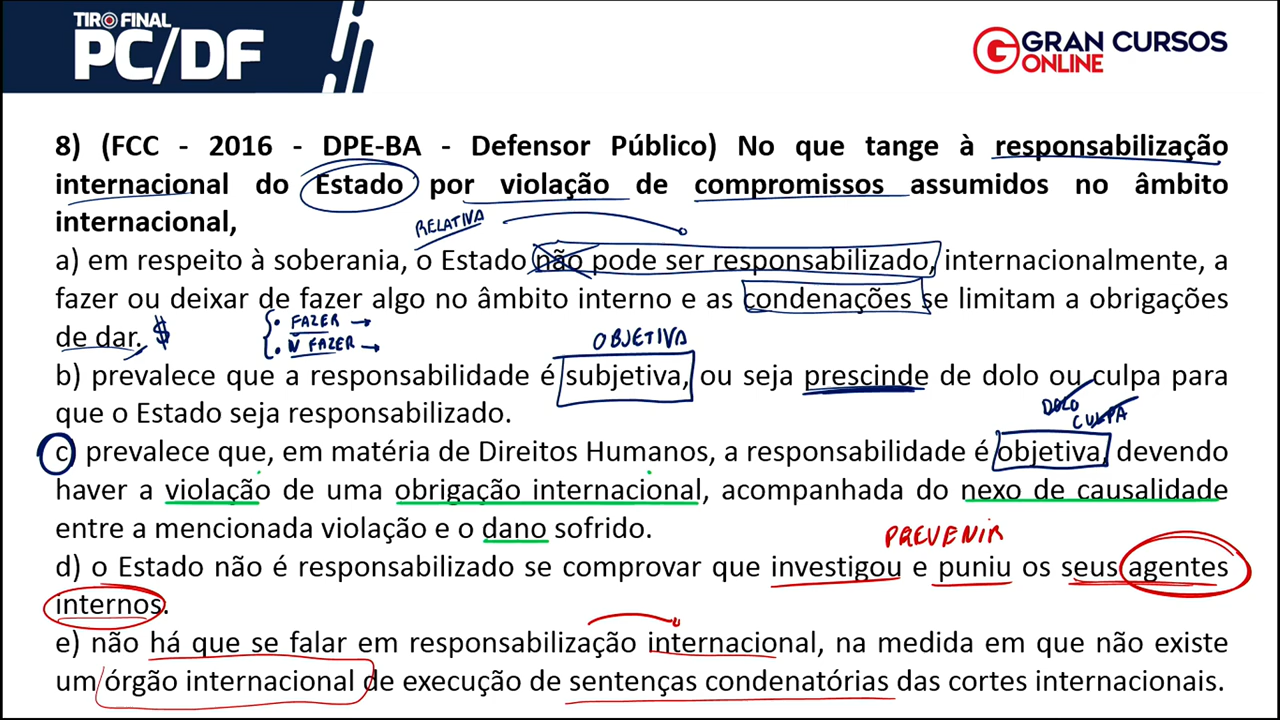 TIRO FINAL
PC/DF
GRAN CURSOS
ONLINE
8) (FCC - 2016 - DPE-BA - Defensor Público) No que tange à responsabilização
internacional do Estado por violação de compromissos assumidos no âmbito
internacional,
RELATIVA
a) em respeito à soberania, o Estado não pode ser responsabilizado, internacionalmente, a
fazer ou deixar de fazer algo no âmbito interno e as condenações se limitam a obrigações
de dar. $
• FAZER →
• Ñ FAZER →
OBJETIVA
b) prevalece que a responsabilidade é subjetiva, ou seja prescinde de dolo ou culpa para
que o Estado seja responsabilizado.
DOLO
CULPA
c) prevalece que, em matéria de Direitos Humanos, a responsabilidade é objetiva, devendo
haver a violação de uma obrigação internacional, acompanhada do nexo de causalidade
entre a mencionada violação e o dano sofrido.
PREVENIR
d) o Estado não é responsabilizado se comprovar que investigou e puniu os seus agentes
internos.
e) não há que se falar em responsabilização internacional, na medida em que não existe
um órgão internacional de execução de sentenças condenatórias das cortes internacionais.